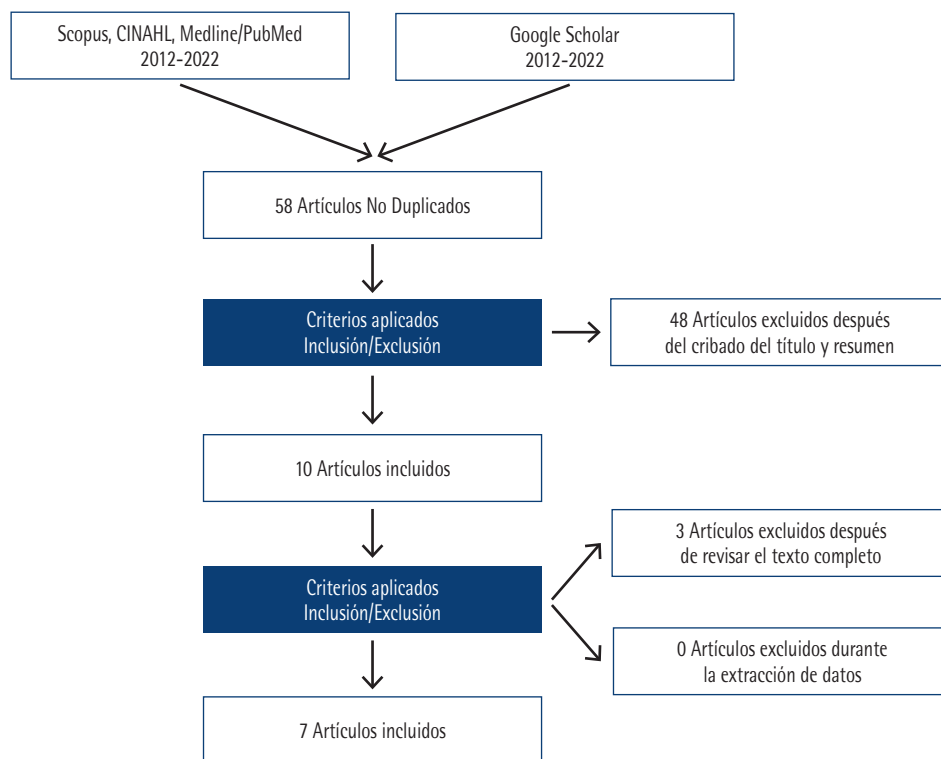 Scopus, CINAHL, Medline/PubMed
2012-2022
Google Scholar
2012-2022
58 Artículos No Duplicados
Criterios aplicados
Inclusión/Exclusión
48 Artículos excluidos después
del cribado del título y resumen
10 Artículos incluidos
3 Artículos excluidos después
de revisar el texto completo
Criterios aplicados
Inclusión/Exclusión
0 Artículos excluidos durante
la extracción de datos
7 Artículos incluidos